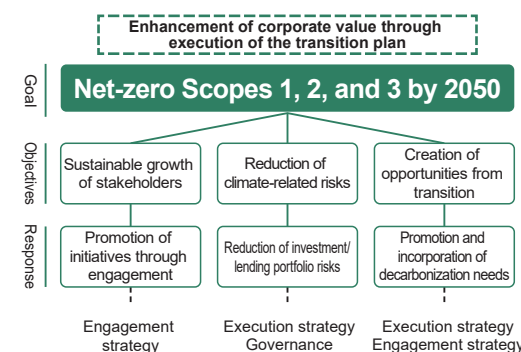 Enhancement of corporate value through
execution of the transition plan
Goal
Net-zero Scopes 1, 2, and 3 by 2050
Objectives
Sustainable growth
of stakeholders
Reduction of
climate-related risks
Creation of
opportunities from
transition
Response
Promotion of
initiatives through
engagement
Reduction of investment/
lending portfolio risks
Promotion and
incorporation of
decarbonization needs
Engagement
strategy
Execution strategy
Governance
Execution strategy
Engagement strategy